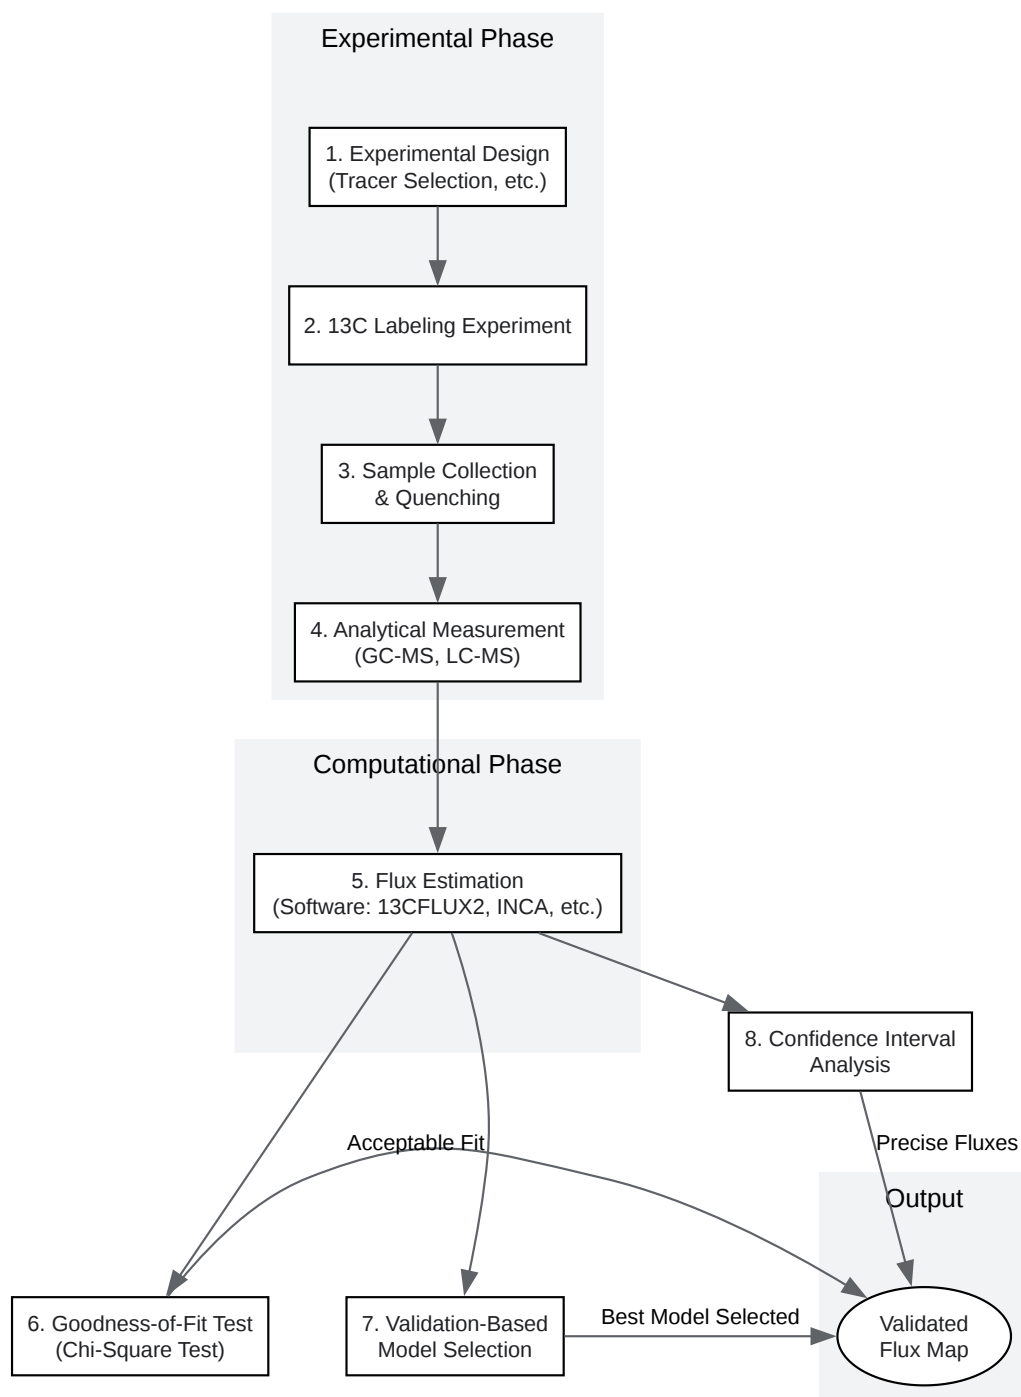 Experimental Phase
1. Experimental Design
(Tracer Selection, etc.)
2. 13C Labeling Experiment
3. Sample Collection
& Quenching
4. Analytical Measurement
(GC-MS, LC-MS)
Computational Phase
5. Flux Estimation
(Software: 13CFLUX2, INCA, etc.)
8. Confidence Interval
Analysis
Acceptable Fit
Precise Fluxes
Output
6. Goodness-of-Fit Test
(Chi-Square Test)
7. Validation-Based
Model Selection
Best Model Selected
Validated
Flux Map